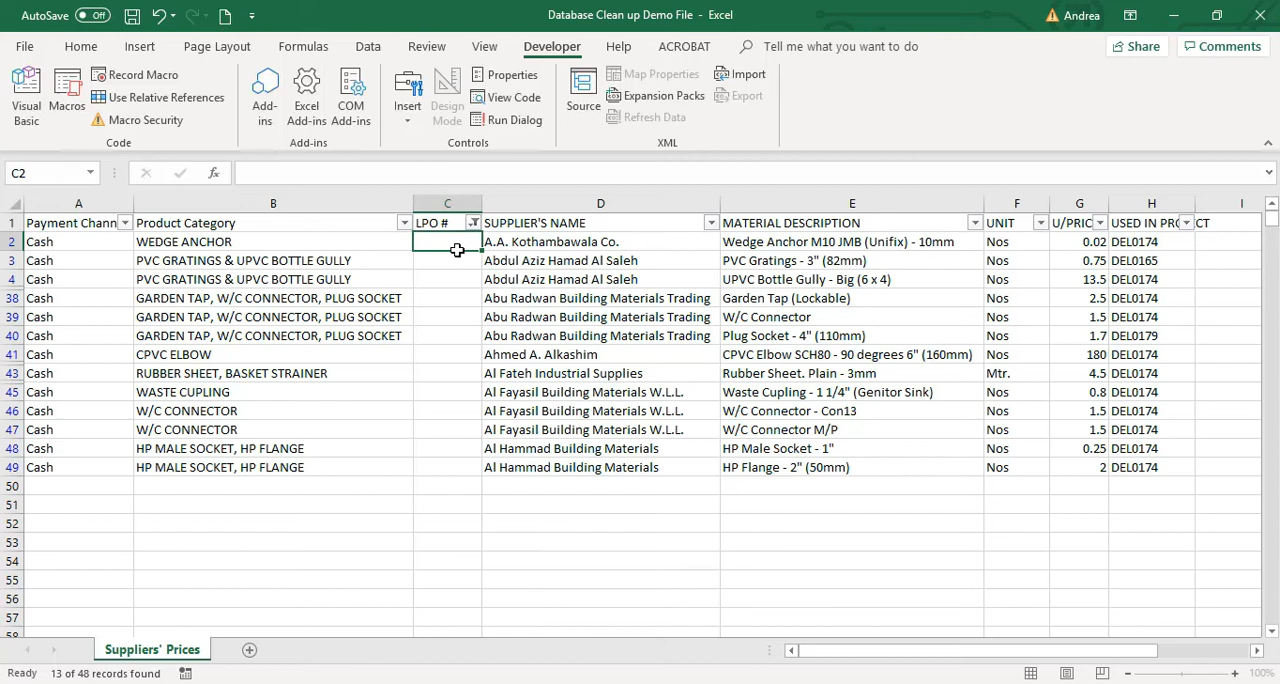 AutoSave Off Database Clean up Demo File - Excel Andrea
File Home Insert Page Layout Formulas Data Review View Developer Help ACROBAT Tell me what you want to do Share Comments
Visual Basic Macros Record Macro Use Relative References Macro Security Code
Add-ins Excel Add-ins COM Add-ins Add-ins
Insert Design Mode Properties View Code Run Dialog Controls
Source Map Properties Expansion Packs Refresh Data Import Export XML
C2 fx
A B C D E F G H I
1 Payment Chann Product Category LPO # SUPPLIER'S NAME MATERIAL DESCRIPTION UNIT U/PRIC USED IN PRO CT
2 Cash WEDGE ANCHOR A.A. Kothambawala Co. Wedge Anchor M10 JMB (Unifix) - 10mm Nos 0.02 DEL0174
3 Cash PVC GRATINGS & UPVC BOTTLE GULLY Abdul Aziz Hamad Al Saleh PVC Gratings - 3" (82mm) Nos 0.75 DEL0165
4 Cash PVC GRATINGS & UPVC BOTTLE GULLY Abdul Aziz Hamad Al Saleh UPVC Bottle Gully - Big (6 x 4) Nos 13.5 DEL0174
38 Cash GARDEN TAP, W/C CONNECTOR, PLUG SOCKET Abu Radwan Building Materials Trading Garden Tap (Lockable) Nos 2.5 DEL0174
39 Cash GARDEN TAP, W/C CONNECTOR, PLUG SOCKET Abu Radwan Building Materials Trading W/C Connector Nos 1.5 DEL0174
40 Cash GARDEN TAP, W/C CONNECTOR, PLUG SOCKET Abu Radwan Building Materials Trading Plug Socket - 4" (110mm) Nos 1.7 DEL0179
41 Cash CPVC ELBOW Ahmed A. Alkashim CPVC Elbow SCH80 - 90 degrees 6" (160mm) Nos 180 DEL0174
43 Cash RUBBER SHEET, BASKET STRAINER Al Fateh Industrial Supplies Rubber Sheet. Plain - 3mm Mtr. 4.5 DEL0174
45 Cash WASTE CUPLING Al Fayasil Building Materials W.L.L. Waste Cupling - 1 1/4" (Genitor Sink) Nos 0.8 DEL0174
46 Cash W/C CONNECTOR Al Fayasil Building Materials W.L.L. W/C Connector - Con13 Nos 1.5 DEL0174
47 Cash W/C CONNECTOR Al Fayasil Building Materials W.L.L. W/C Connector M/P Nos 1.5 DEL0174
48 Cash HP MALE SOCKET, HP FLANGE Al Hammad Building Materials HP Male Socket - 1" Nos 0.25 DEL0174
49 Cash HP MALE SOCKET, HP FLANGE Al Hammad Building Materials HP Flange - 2" (50mm) Nos 2 DEL0174
50
51
52
53
54
55
56
57
58
Suppliers' Prices
Ready 13 of 48 records found 100%